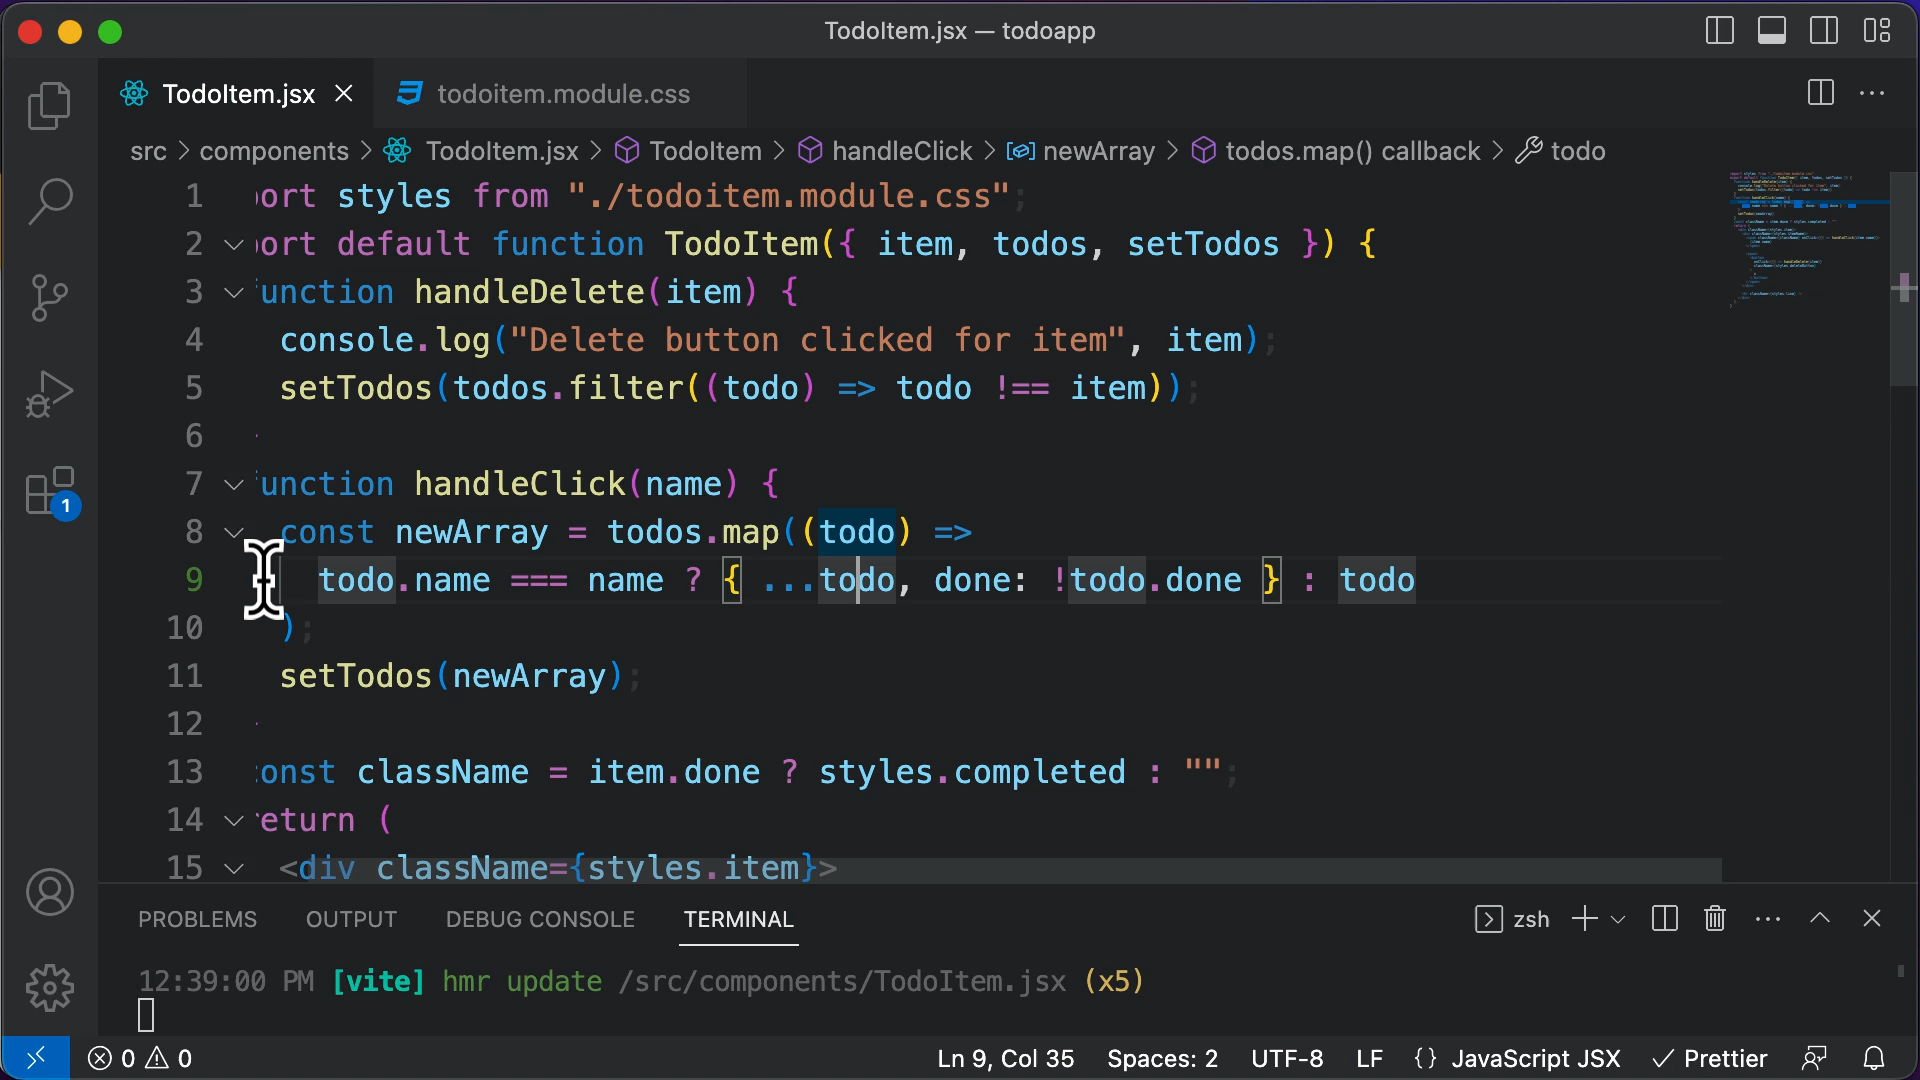 TodoItem.jsx — todoapp
TodoItem.jsx
todoitem.module.css
src > components > TodoItem.jsx > TodoItem > handleClick > newArray > todos.map() callback > todo
1 port styles from "./todoitem.module.css";
2 port default function TodoItem({ item, todos, setTodos }) {
3 unction handleDelete(item) {
4 console.log("Delete button clicked for item", item);
5 setTodos(todos.filter((todo) => todo !== item));
6
7 unction handleClick(name) {
8 const newArray = todos.map((todo) =>
9 todo.name === name ? { ...todo, done: !todo.done } : todo
10 );
11 setTodos(newArray);
12
13 const className = item.done ? styles.completed : "";
14 return (
15 <div className={styles.item}>
1
PROBLEMS OUTPUT DEBUG CONSOLE TERMINAL
zsh
12:39:00 PM [vite] hmr update /src/components/TodoItem.jsx (x5)
0 0
Ln 9, Col 35 Spaces: 2 UTF-8 LF {} JavaScript JSX ✓ Prettier